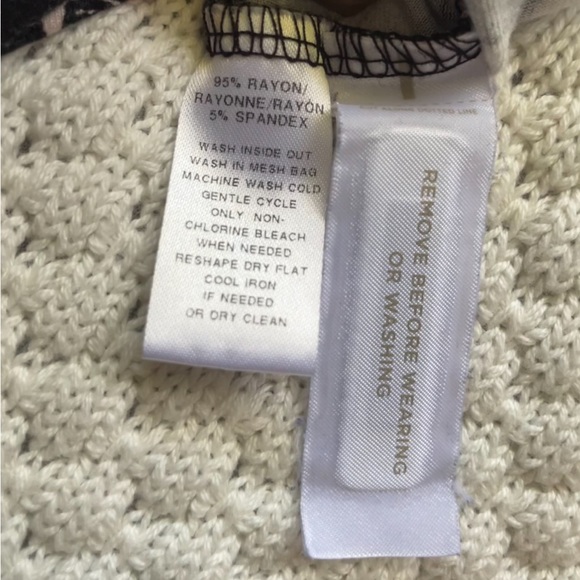 95% RAYON/
RAYONNE/RAYÓN
5% SPANDEX
WASH INSIDE OUT
WASH IN MESH BAG
MACHINE WASH COLD
GENTLE CYCLE
ONLY NON-
CHLORINE BLEACH
WHEN NEEDED
RESHAPE DRY FLAT
COOL IRON
IF NEEDED
OR DRY CLEAN
DOTTED LINE
REMOVE BEFORE WEARING
OR WASHING